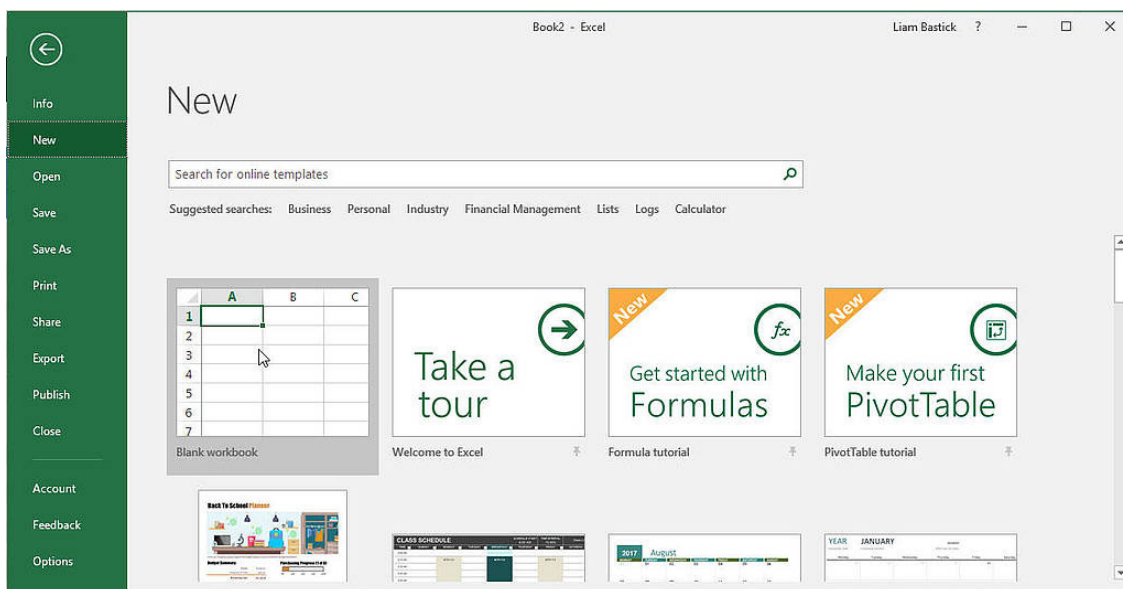 Book2 - Excel
Liam Bastick ?
Info
New
Open
Save
Save As
Print
Share
Export
Publish
Close
Account
Feedback
Options
New
Search for online templates
Suggested searches: Business Personal Industry Financial Management Lists Logs Calculator
A B C
1
2
3
4
5
6
7
Blank workbook
Take a
tour
Welcome to Excel
New
fx
Get started with
Formulas
Formula tutorial
New
Make your first
PivotTable
PivotTable tutorial
Back To School Planner
Budget Summary
CLASS SCHEDULE
2017 August
YEAR JANUARY